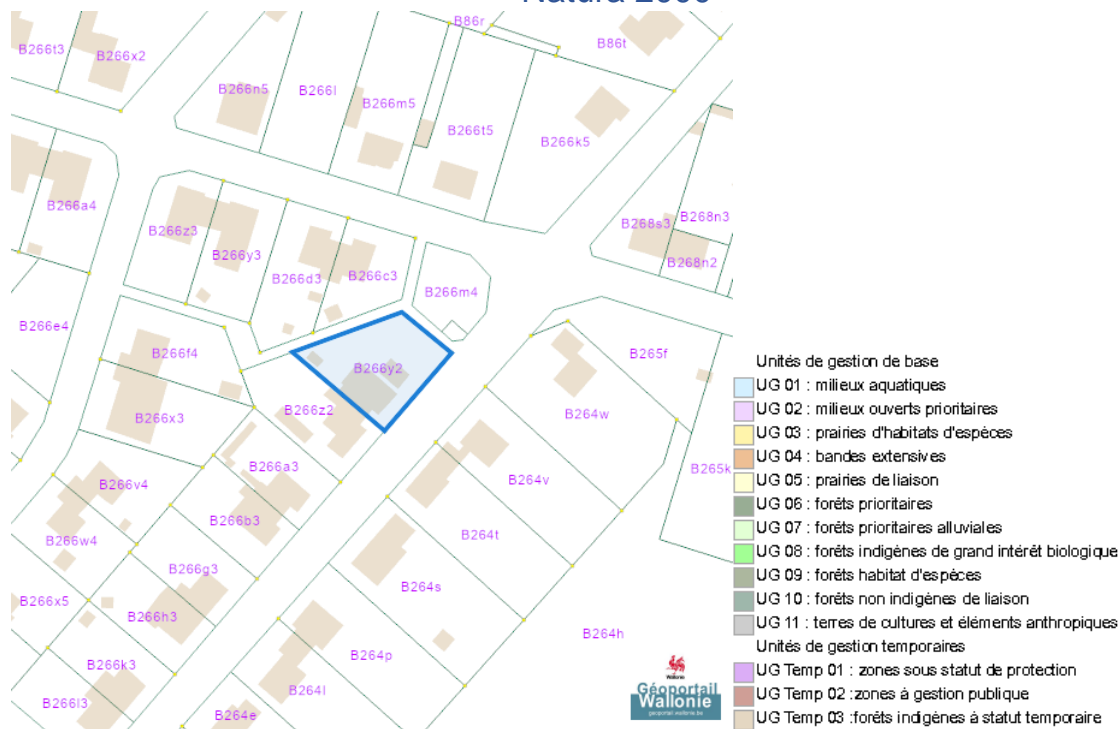 Natura 2000
B86r
B86t
B266t3
B266x2
B266n5
B266l
B266m5
B266t5
B266k5
B266a4
B266z3
B266y3
B266d3
B266c3
B266m4
B268s3
B268n3
B268n2
B266e4
B266f4
B266x3
B266y2
B266z2
B266a3
B265f
B264w
B265k
B264v
B264t
B264s
B264h
B266v4
B266w4
B266b3
B266g3
B266h3
B266x5
B266k3
B266l3
B264p
B264l
B264e
Wallonie
Géoportail
Wallonie
geoportail.wallonie.be
Unités de gestion de base
UG 01 : milieux aquatiques
UG 02 : milieux ouverts prioritaires
UG 03 : prairies d'habitats d'espèces
UG 04 : bandes extensives
UG 05 : prairies de liaison
UG 06 : forêts prioritaires
UG 07 : forêts prioritaires alluviales
UG 08 : forêts indigènes de grand intérêt biologique
UG 09 : forêts habitat d'espèces
UG 10 : forêts non indigènes de liaison
UG 11 : terres de cultures et éléments anthropiques
Unités de gestion temporaires
UG Temp 01 : zones sous statut de protection
UG Temp 02 :zones à gestion publique
UG Temp 03 :forêts indigènes à statut temporaire